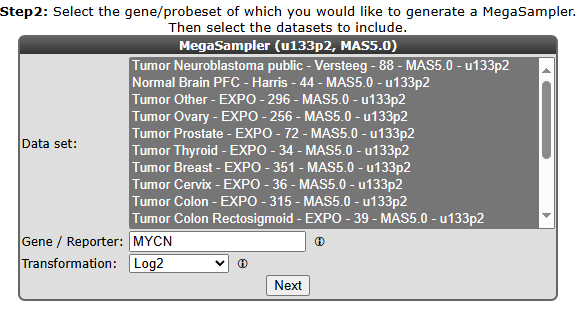 Step2: Select the gene/probeset of which you would like to generate a MegaSampler.
Then select the datasets to include.
MegaSampler (u133p2, MAS5.0)
Data set:
Tumor Neuroblastoma public - Versteeg - 88 - MAS5.0 - u133p2
Normal Brain PFC - Harris - 44 - MAS5.0 - u133p2
Tumor Other - EXPO - 296 - MAS5.0 - u133p2
Tumor Ovary - EXPO - 256 - MAS5.0 - u133p2
Tumor Prostate - EXPO - 72 - MAS5.0 - u133p2
Tumor Thyroid - EXPO - 34 - MAS5.0 - u133p2
Tumor Breast - EXPO - 351 - MAS5.0 - u133p2
Tumor Cervix - EXPO - 36 - MAS5.0 - u133p2
Tumor Colon - EXPO - 315 - MAS5.0 - u133p2
Tumor Colon Rectosigmoid - EXPO - 39 - MAS5.0 - u133p2
Gene / Reporter: MYCN
Transformation: Log2
Next